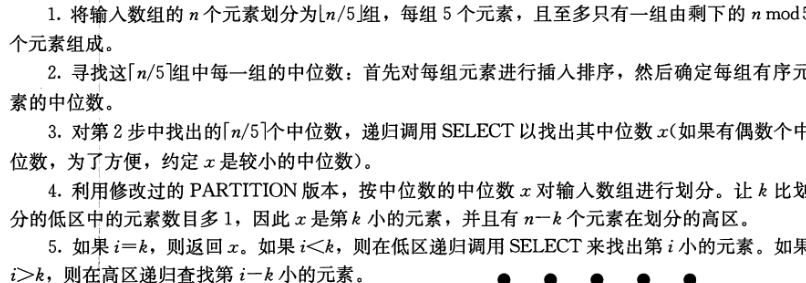 1. 将输入数组的 n 个元素划分为⌊n/5⌋组，每组 5 个元素，且至多只有一组由剩下的 n mod 5
个元素组成。
2. 寻找这⌈n/5⌉组中每一组的中位数：首先对每组元素进行插入排序，然后确定每组有序元
素的中位数。
3. 对第 2 步中找出的⌈n/5⌉个中位数，递归调用 SELECT 以找出其中位数 x(如果有偶数个中
位数，为了方便，约定 x 是较小的中位数)。
4. 利用修改过的 PARTITION 版本，按中位数的中位数 x 对输入数组进行划分。让 k 比划
分的低区中的元素数目多 1，因此 x 是第 k 小的元素，并且有 n－k 个元素在划分的高区。
5. 如果 i=k，则返回 x。如果 i<k，则在低区递归调用 SELECT 来找出第 i 小的元素。如果
i>k，则在高区递归查找第 i－k 小的元素。